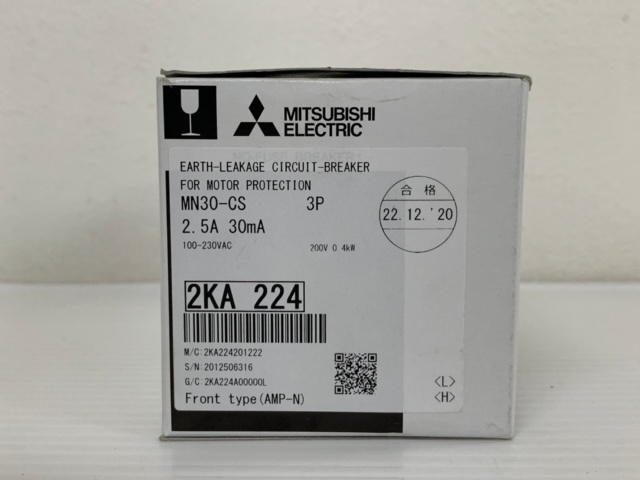 MITSUBISHI
ELECTRIC
EARTH-LEAKAGE CIRCUIT-BREAKER
FOR MOTOR PROTECTION
MN30-CS 3P
2.5A 30mA
100-230VAC 200V 0.4kW
合格
22.12.'20
2KA 224
M/C:2KA224201222
S/N:2012506316
G/C:2KA224A00000L
Front type(AMP-N)
<L>
<H>